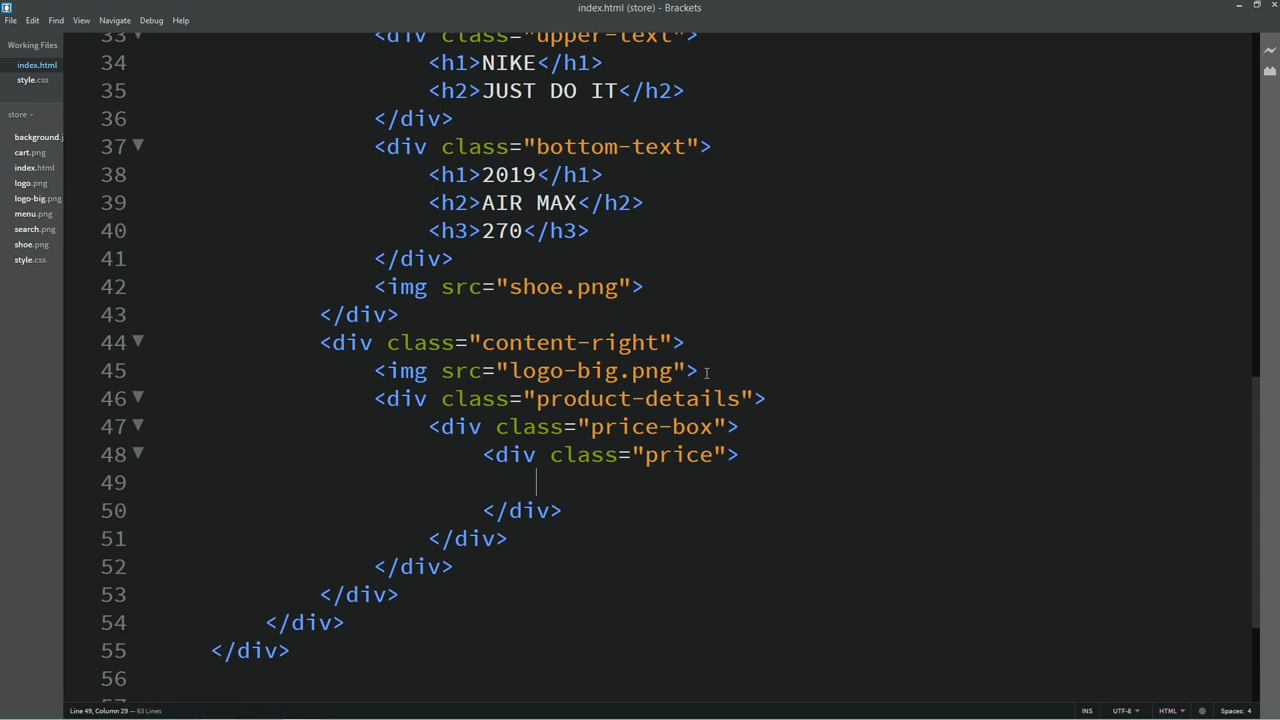 index.html (store) - Brackets
File Edit Find View Navigate Debug Help
Working Files
index.html
style.css
store
background.j
cart.png
index.html
logo.png
logo-big.png
menu.png
search.png
shoe.png
style.css
33 <div class="upper-text">
34 <h1>NIKE</h1>
35 <h2>JUST DO IT</h2>
36 </div>
37 <div class="bottom-text">
38 <h1>2019</h1>
39 <h2>AIR MAX</h2>
40 <h3>270</h3>
41 </div>
42 <img src="shoe.png">
43 </div>
44 <div class="content-right">
45 <img src="logo-big.png">
46 <div class="product-details">
47 <div class="price-box">
48 <div class="price">
49
50 </div>
51 </div>
52 </div>
53 </div>
54 </div>
55 </div>
56
Line 49, Column 29 — 63 Lines
INS UTF-8 HTML Spaces: 4